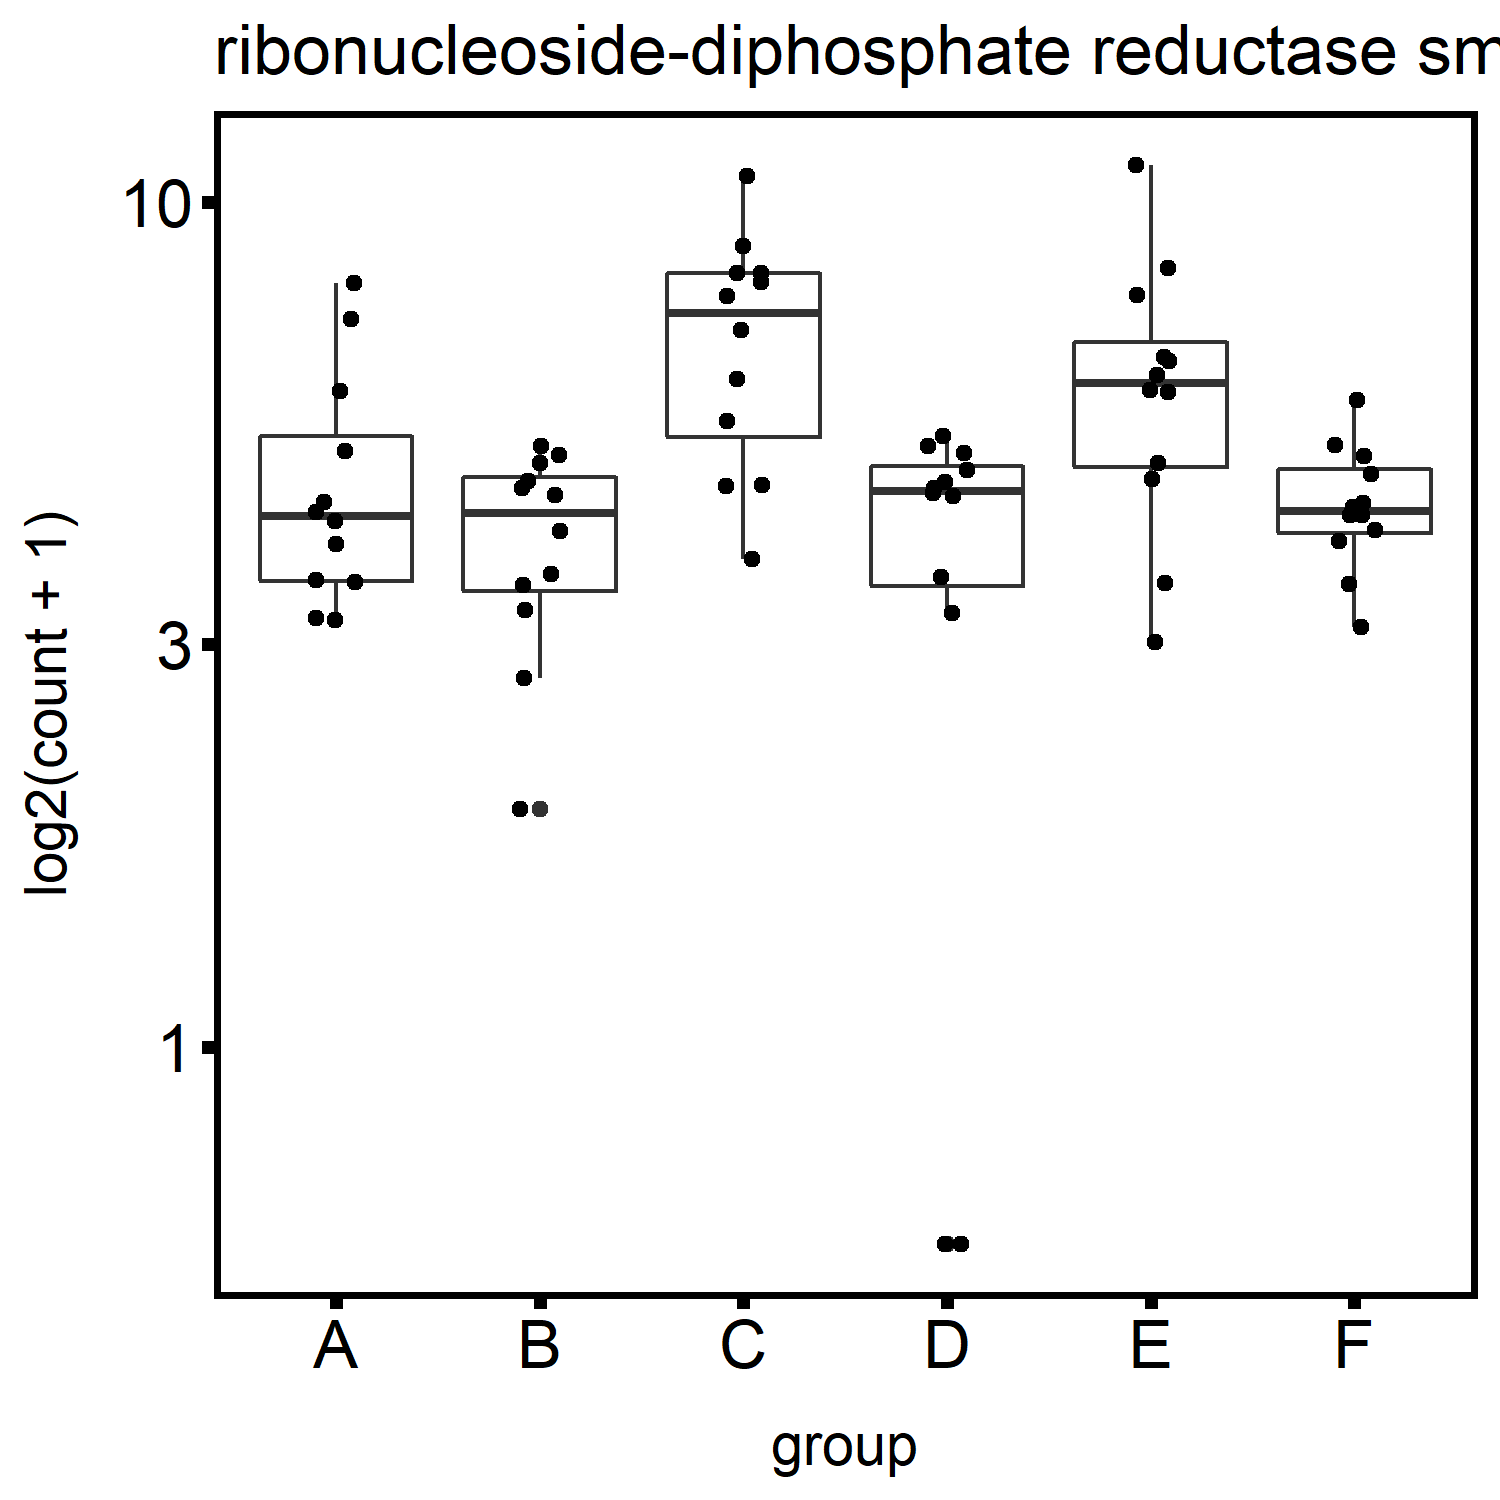 ribonucleoside-diphosphate reductase sm
10
3
1
log2(count + 1)
A B C D E F
group